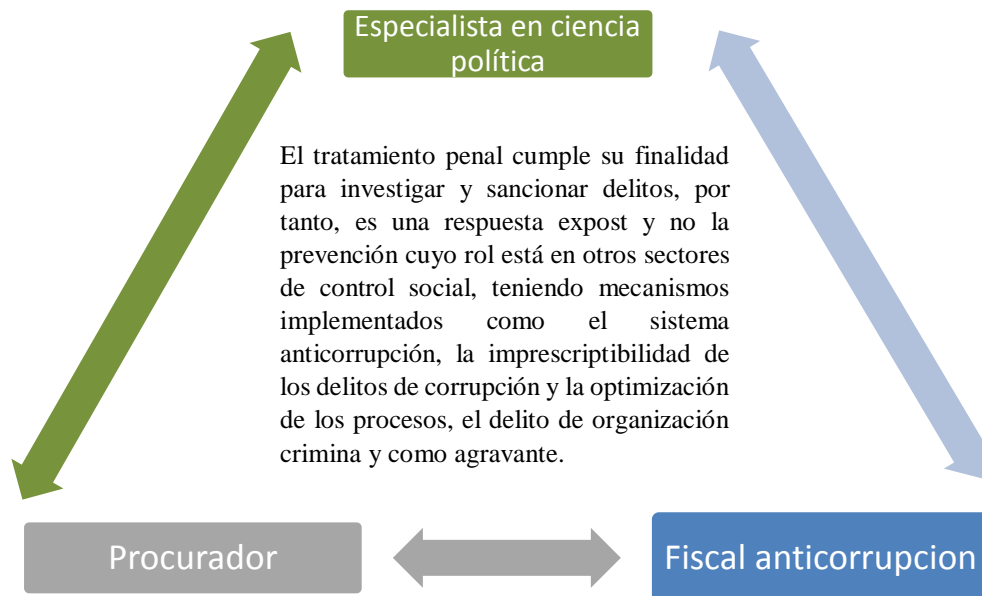 Especialista en ciencia
política
El tratamiento penal cumple su finalidad
para investigar y sancionar delitos, por
tanto, es una respuesta expost y no la
prevención cuyo rol está en otros sectores
de control social, teniendo mecanismos
implementados como el sistema
anticorrupción, la imprescriptibilidad de
los delitos de corrupción y la optimización
de los procesos, el delito de organización
crimina y como agravante.
Procurador
Fiscal anticorrupcion